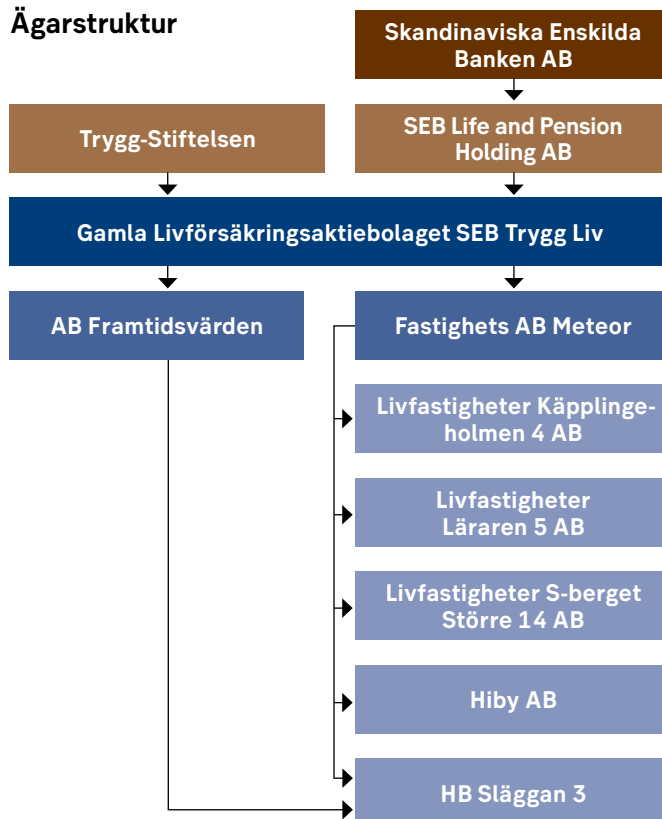 Ägarstruktur
Skandinaviska Enskilda
Banken AB
Trygg-Stiftelsen
SEB Life and Pension
Holding AB
Gamla Livförsäkringsaktiebolaget SEB Trygg Liv
AB Framtidsvärden
Fastighets AB Meteor
Livfastigheter Käpplinge-
holmen 4 AB
Livfastigheter
Läraren 5 AB
Livfastigheter S-berget
Större 14 AB
Hiby AB
HB Släggan 3